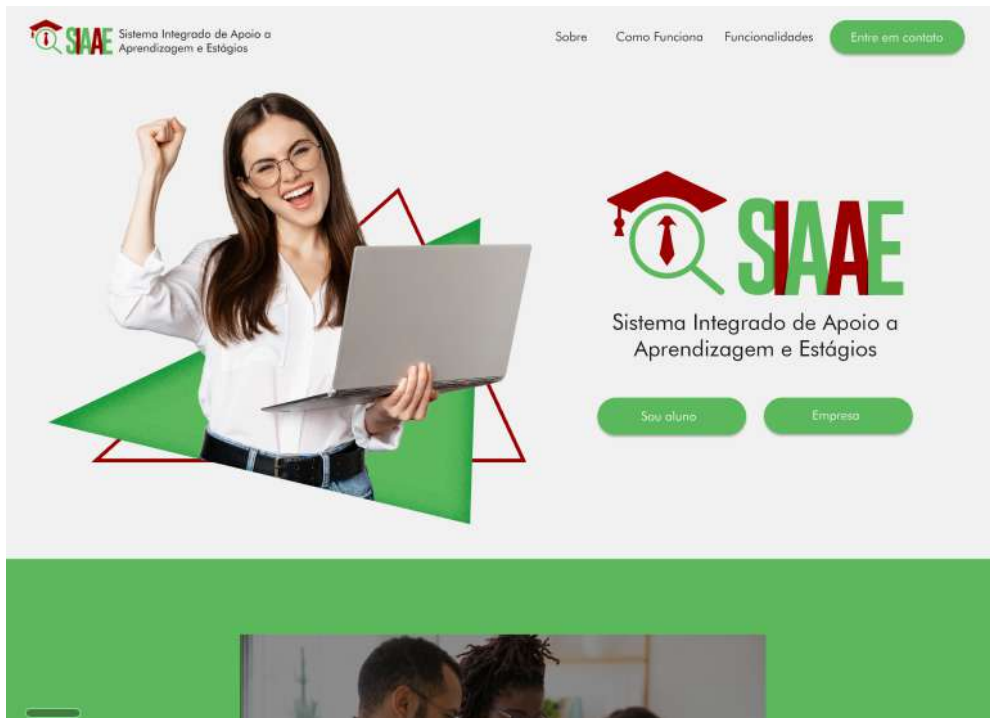 SIAAE
Sistema Integrado de Apoio a
Aprendizagem e Estágios
Sobre
Como Funciona
Funcionalidades
Entre em contato
SIAAE
Sistema Integrado de Apoio a
Aprendizagem e Estágios
Sou aluno
Empresa